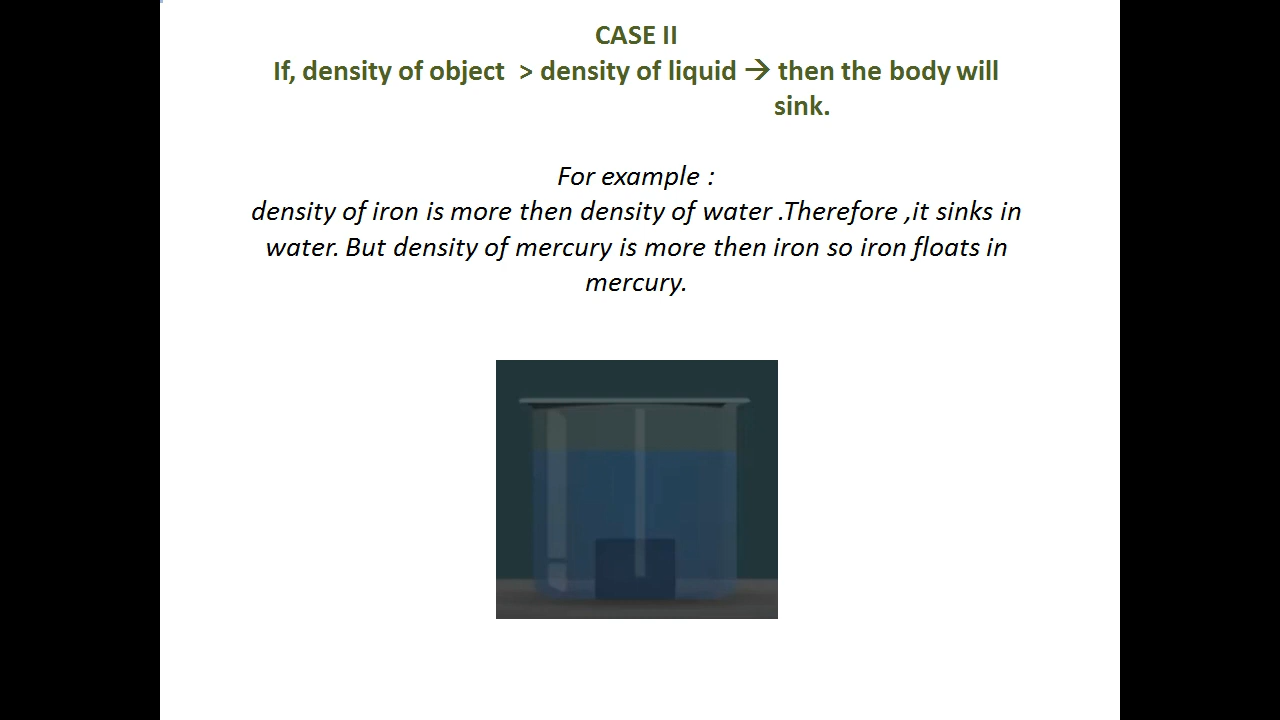 CASE II
If, density of object  > density of liquid → then the body will
sink.
For example :
density of iron is more then density of water .Therefore ,it sinks in
water. But density of mercury is more then iron so iron floats in
mercury.